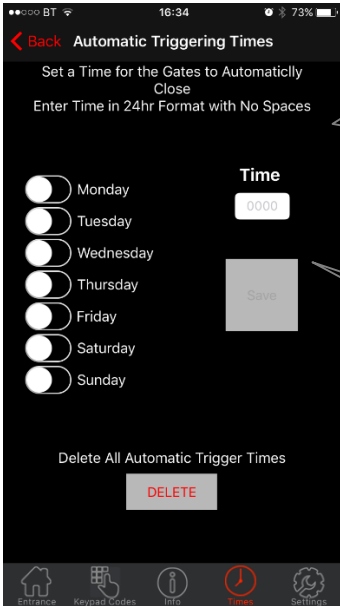 BT 16:34 73%
Back Automatic Triggering Times
Set a Time for the Gates to Automaticlly
Close
Enter Time in 24hr Format with No Spaces
Time
0000
Monday
Tuesday
Wednesday
Thursday
Friday
Saturday
Sunday
Save
Delete All Automatic Trigger Times
DELETE
Entrance Keypad Codes Info Times Settings